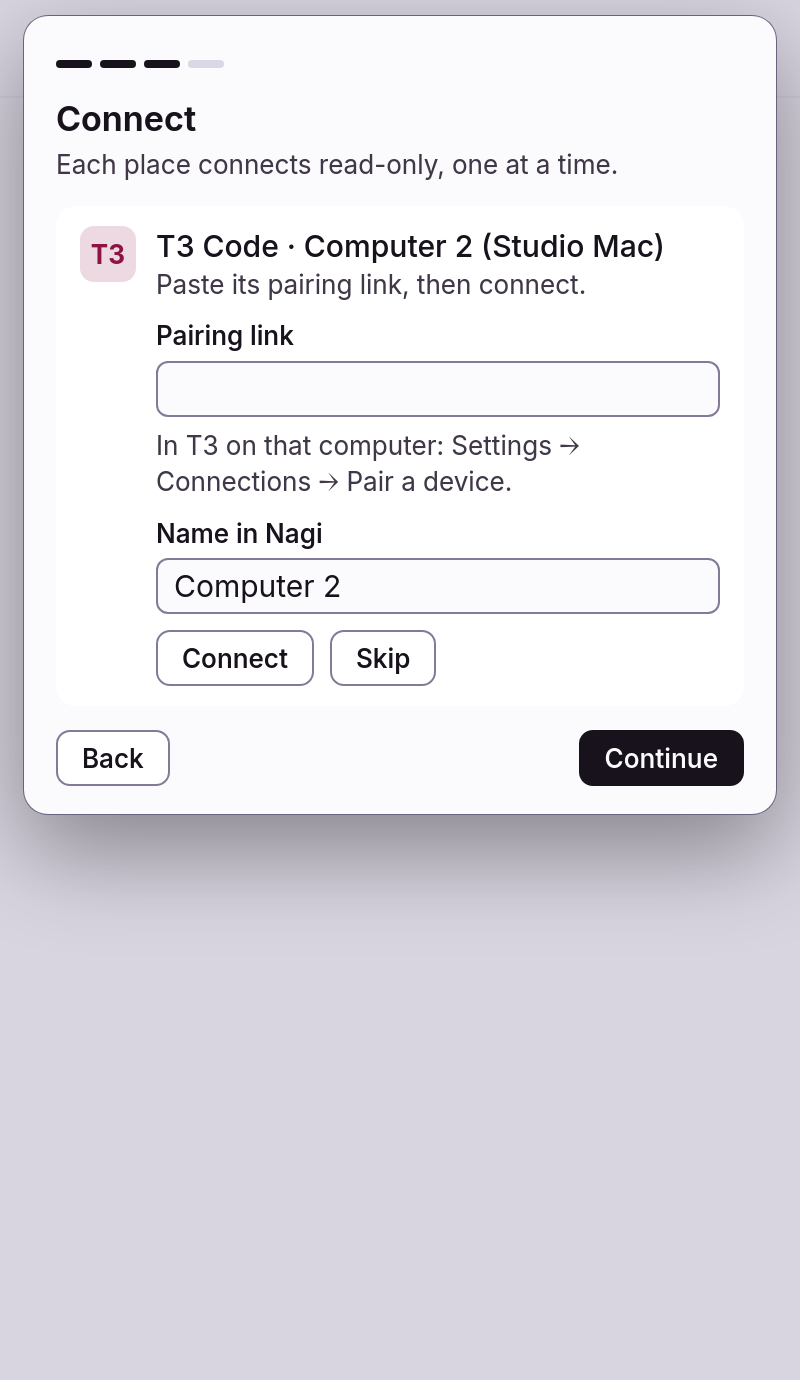 Connect
Each place connects read-only, one at a time.
T3
T3 Code · Computer 2 (Studio Mac)
Paste its pairing link, then connect.
Pairing link
In T3 on that computer: Settings →
Connections → Pair a device.
Name in Nagi
Computer 2
Connect Skip
Back Continue